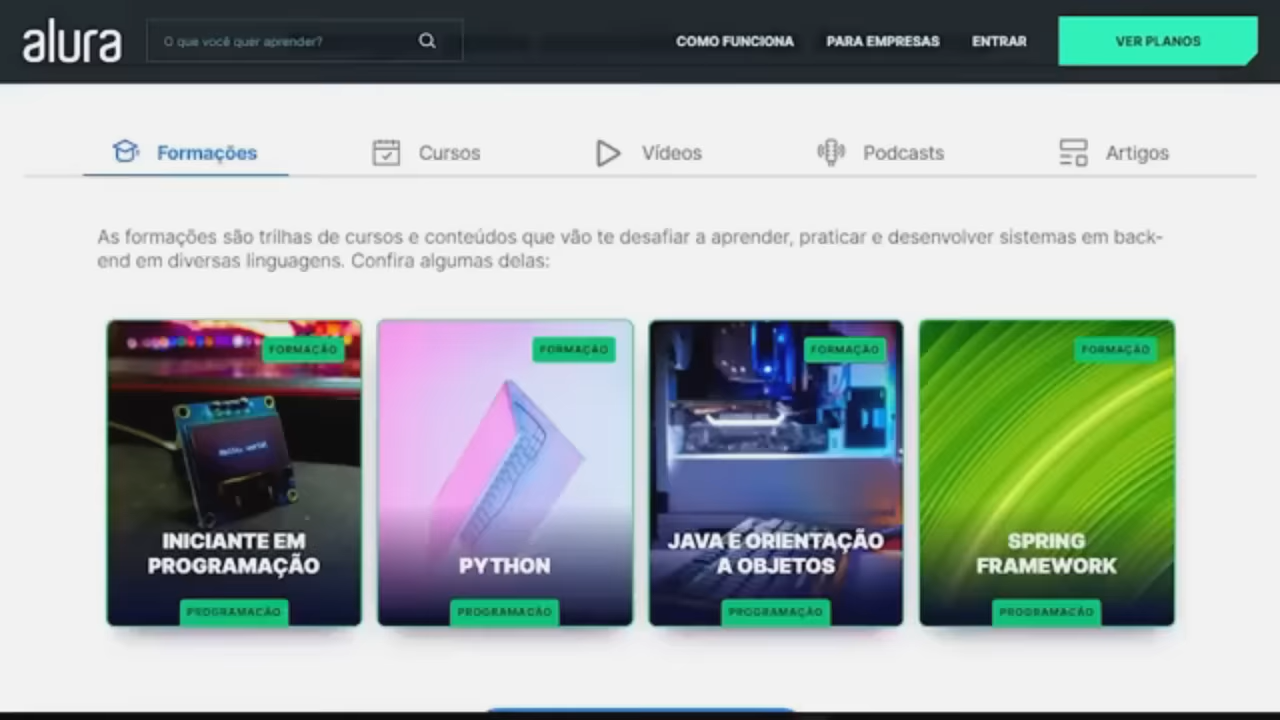 alura
O que você quer aprender?
COMO FUNCIONA
PARA EMPRESAS
ENTRAR
VER PLANOS
Formações
Cursos
Vídeos
Podcasts
Artigos
As formações são trilhas de cursos e conteúdos que vão te desafiar a aprender, praticar e desenvolver sistemas em back-
end em diversas linguagens. Confira algumas delas:
FORMAÇÃO
INICIANTE EM
PROGRAMAÇÃO
PROGRAMAÇÃO
FORMAÇÃO
PYTHON
PROGRAMAÇÃO
FORMAÇÃO
JAVA E ORIENTAÇÃO
A OBJETOS
PROGRAMAÇÃO
FORMAÇÃO
SPRING
FRAMEWORK
PROGRAMAÇÃO